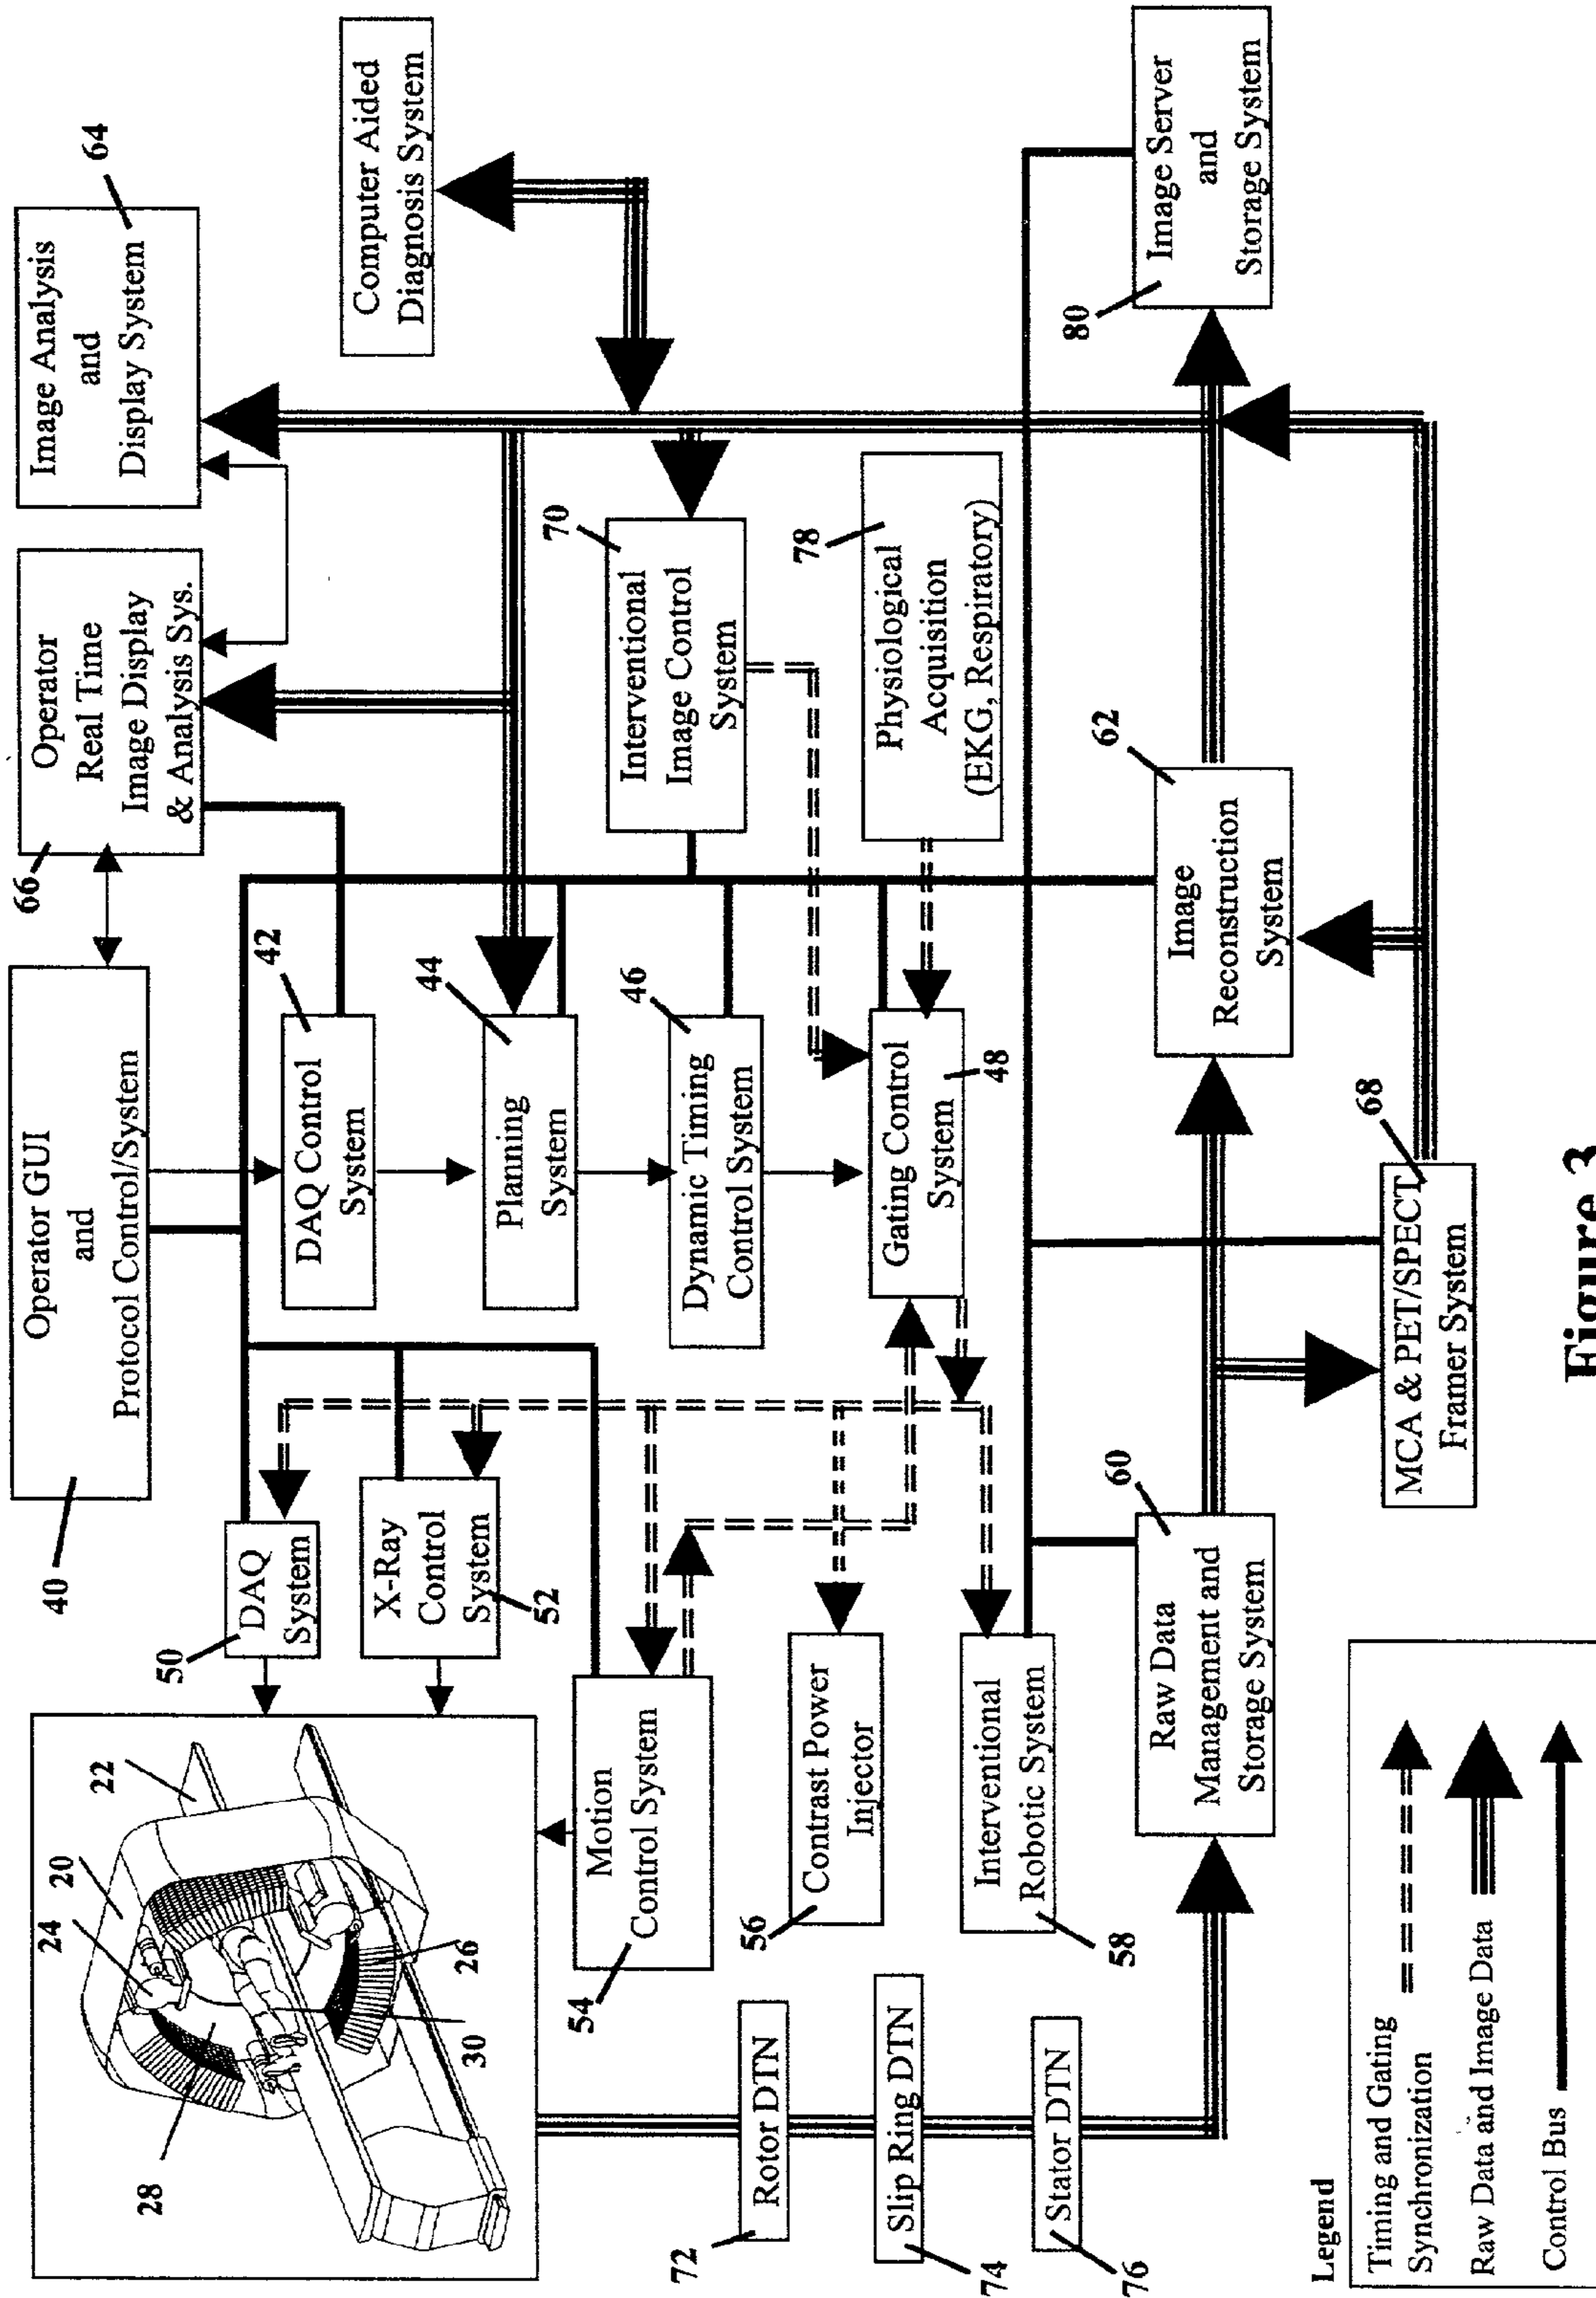 40
Operator GUI
and
Protocol Control/System
66
Operator
Real Time
Image Display
& Analysis Sys.
64
Image Analysis
and
Display System
Computer Aided
Diagnosis System
20
22
24
26
28
30
50
DAQ
System
52
X-Ray
Control
System
54
Motion
Control System
56
Contrast Power
Injector
58
Interventional
Robotic System
42
DAQ Control
System
44
Planning
System
46
Dynamic Timing
Control System
48
Gating Control
System
70
Interventional
Image Control
System
78
Physiological
Acquisition
(EKG, Respiratory)
72
Rotor DTN
74
Slip Ring DTN
76
Stator DTN
60
Raw Data
Management and
Storage System
62
Image
Reconstruction
System
80
Image Server
and
Storage System
68
MCA & PET/SPECT
Framer System
Legend
Timing and Gating
Synchronization
Raw Data and Image Data
Control Bus
Figure 3